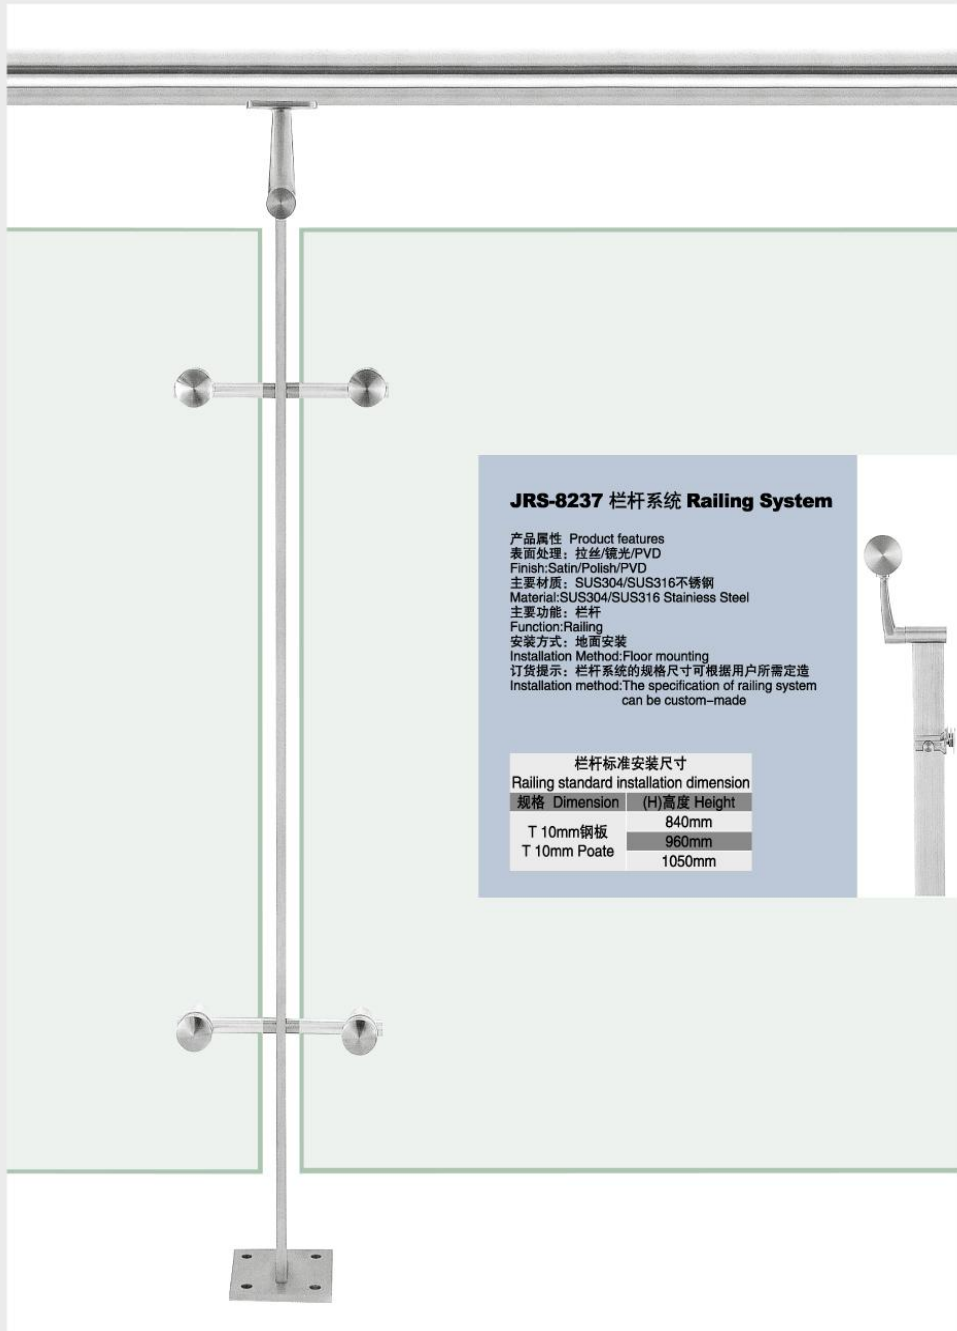 JRS-8237 栏杆系统 Railing System
产品属性 Product features
表面处理：拉丝/镜光/PVD
Finish:Satin/Polish/PVD
主要材质：SUS304/SUS316不锈钢
Material:SUS304/SUS316 Stainiess Steel
主要功能：栏杆
Function:Railing
安装方式：地面安装
Installation Method:Floor mounting
订货提示：栏杆系统的规格尺寸可根据用户所需定造
Installation method:The specification of railing system
can be custom-made
栏杆标准安装尺寸
Railing standard installation dimension
规格 Dimension (H)高度 Height
T 10mm钢板
T 10mm Poate
840mm
960mm
1050mm